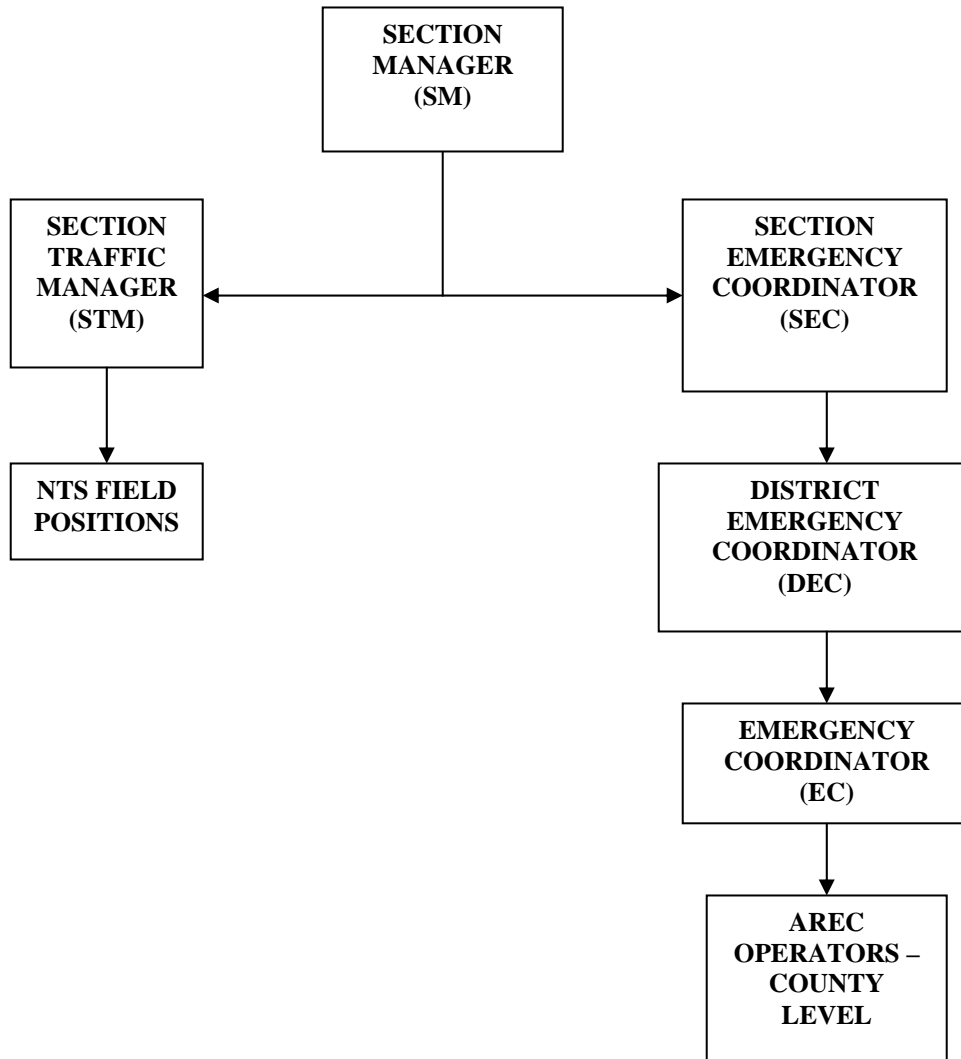 SECTION
MANAGER
(SM)
SECTION
TRAFFIC
MANAGER
(STM)
SECTION
EMERGENCY
COORDINATOR
(SEC)
NTS FIELD
POSITIONS
DISTRICT
EMERGENCY
COORDINATOR
(DEC)
EMERGENCY
COORDINATOR
(EC)
AREC
OPERATORS –
COUNTY
LEVEL